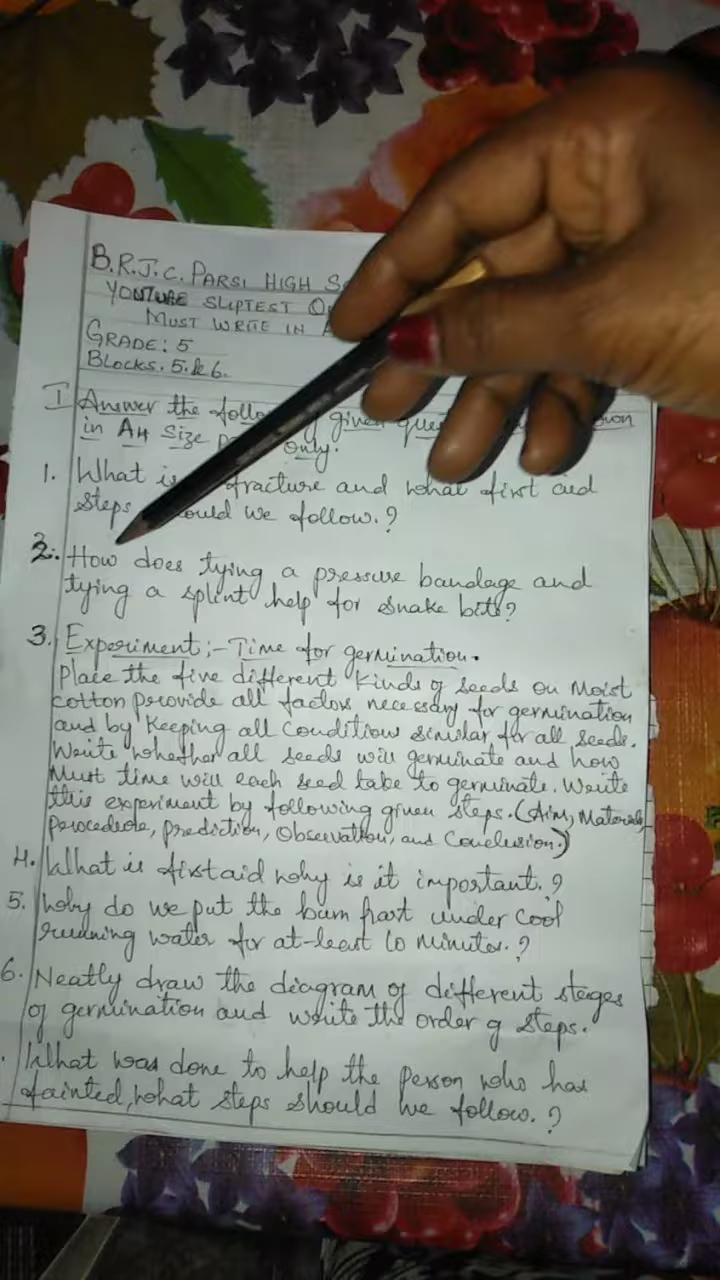 B.R.J.C. PARSI HIGH
YOUTUBE SLIPTEST
MUST WRITE IN
GRADE: 5
BLOCKS. 5.&6.
I Answer the given
in A4 Size only.
1. What is fracture and what first aid
steps should we follow.?
2. How does tying a pressure bandage and
tying a splint help for snake bite?
3. Experiment:- Time for germination.
Place the five different kinds of seeds on Moist
cotton provide all factors necessary for germination
and by keeping all conditions similar for all seeds.
Write whether all seeds will germinate and how
Must time will each seed take to germinate. Write
this experiment by following given steps. (Aim, Materials,
Procedeole, prediction, Observation, and Conclusion.)
4. What is firstaid why is it important.?
5. Why do we put the burn part under cool
running water for at-least 10 minutes.?
6. Neatly draw the diagram of different stages
of germination and write the order of steps.
What was done to help the person who has
fainted, what steps should we follow.?